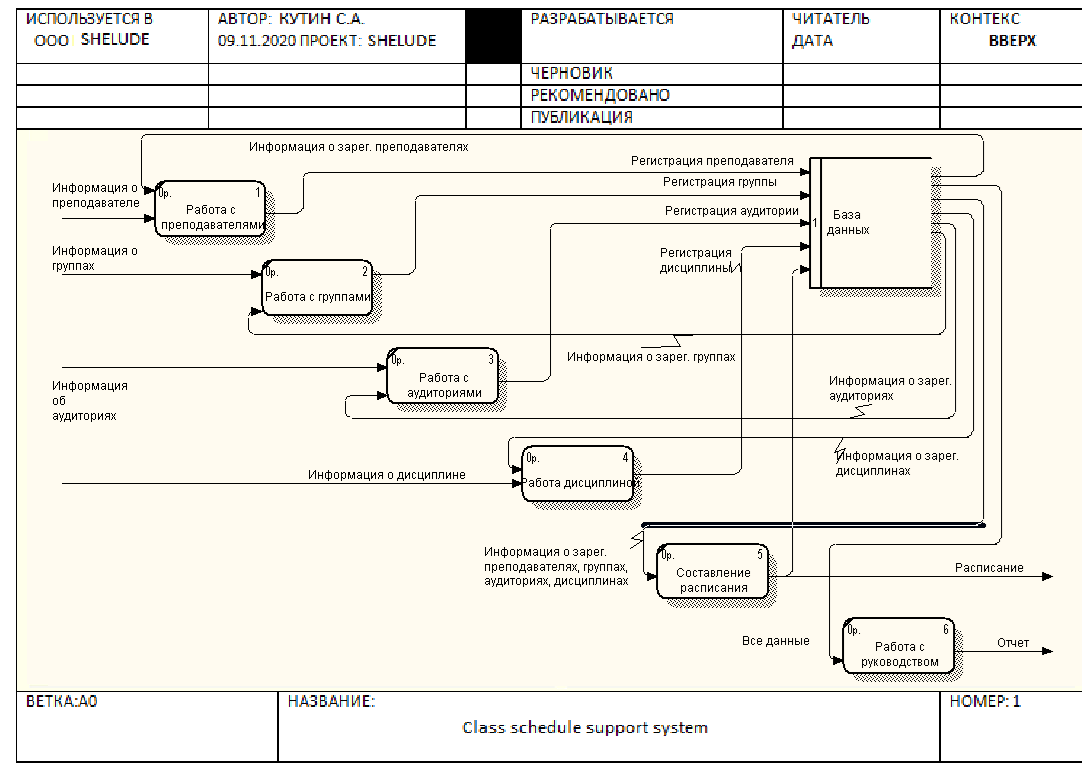 ИСПОЛЬЗУЕТСЯ В
ООО SHELUDE
АВТОР: КУТИН С.А.
09.11.2020 ПРОЕКТ: SHELUDE
РАЗРАБАТЫВАЕТСЯ
ЧИТАТЕЛЬ
ДАТА
КОНТЕКС
ВВЕРХ
ЧЕРНОВИК
РЕКОМЕНДОВАНО
ПУБЛИКАЦИЯ
Информация о зарег. преподавателях
Регистрация преподавателя
Информация о
преподавателе
0р.
1
Работа с
преподавателями
Регистрация группы
Регистрация аудитории
1
База
данных
Информация о
группах
0р.
2
Работа с группами
Регистрация
дисциплины
Информация о зарег. группах
0р.
3
Работа с
аудиториями
Информация
об
аудиториях
Информация о зарег.
аудиториях
Информация о зарег.
дисциплинах
0р.
4
Работа дисциплиной
Информация о дисциплине
Информация о зарег.
преподавателях, группах,
аудиториях, дисциплинах
0р.
5
Составление
расписания
Расписание
Все данные
0р.
6
Работа с
руководством
Отчет
ВЕТКА:А0
НАЗВАНИЕ:
Class schedule support system
НОМЕР: 1